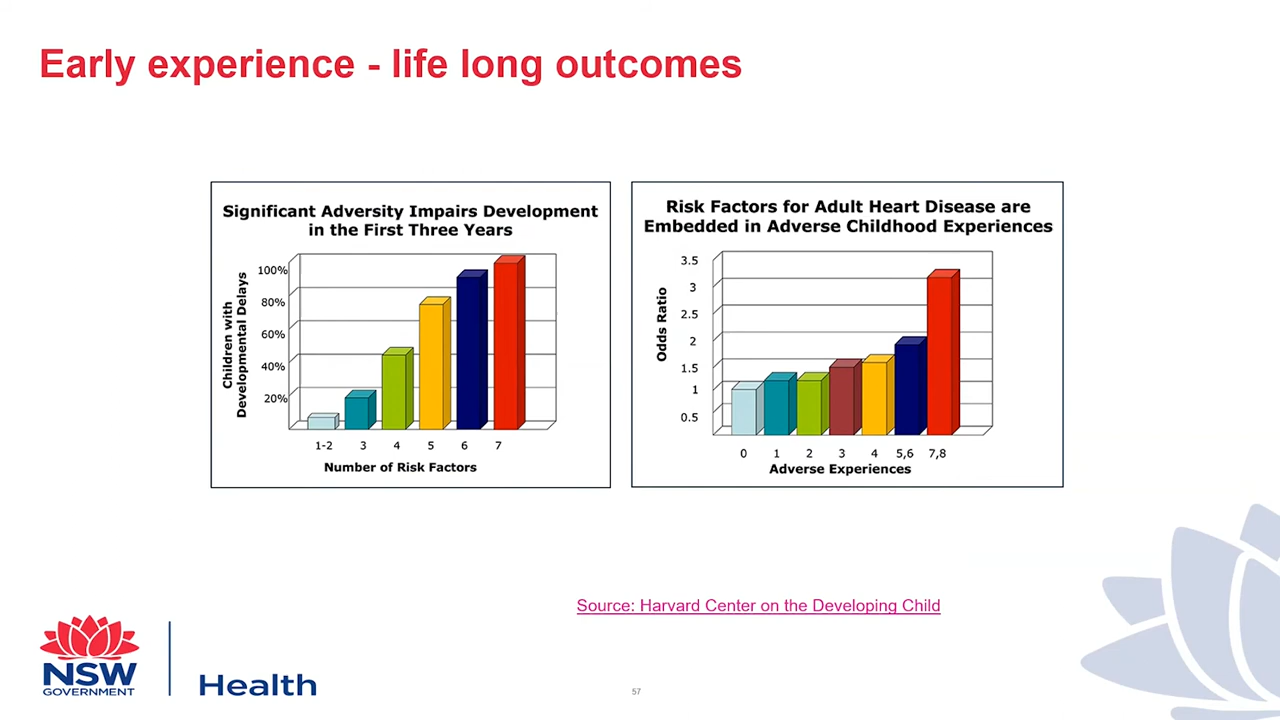 Early experience - life long outcomes
Significant Adversity Impairs Development
in the First Three Years
Children with
Developmental Delays
100%
80%
60%
40%
20%
1-2 3 4 5 6 7
Number of Risk Factors
Risk Factors for Adult Heart Disease are
Embedded in Adverse Childhood Experiences
Odds Ratio
3.5
3
2.5
2
1.5
1
0.5
0 1 2 3 4 5,6 7,8
Adverse Experiences
Source: Harvard Center on the Developing Child
NSW
GOVERNMENT
Health
57